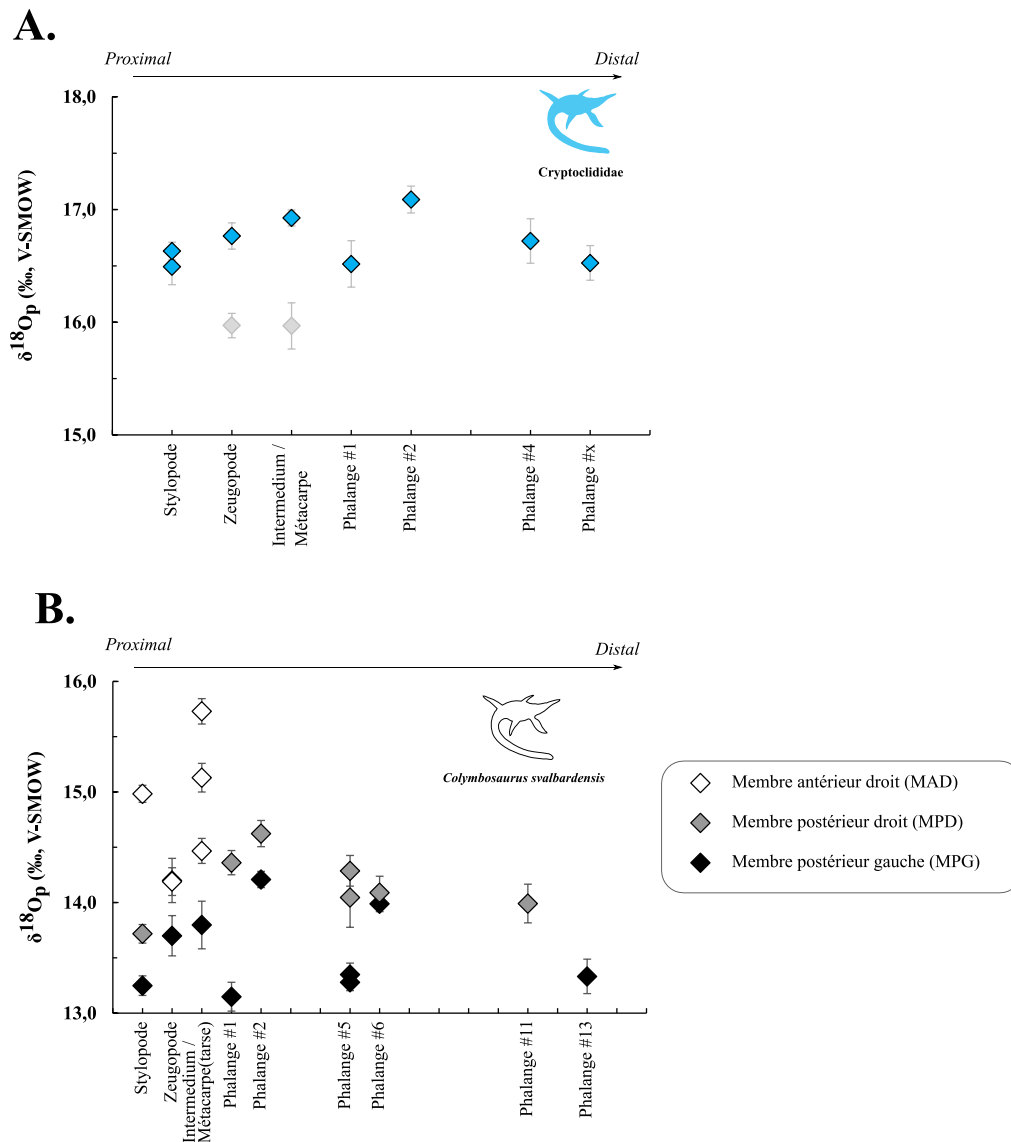 A.
Proximal
Distal
18,0
17,0
16,0
15,0
δ18Op (‰, V-SMOW)
Cryptoclididae
Stylopode
Zeugopode
Intermedium /
Métacarpe
Phalange #1
Phalange #2
Phalange #4
Phalange #x
B.
Proximal
Distal
16,0
15,0
14,0
13,0
δ18Op (‰, V-SMOW)
Colymbosaurus svalbardensis
Membre antérieur droit (MAD)
Membre postérieur droit (MPD)
Membre postérieur gauche (MPG)
Stylopode
Zeugopode
Intermedium /
Métacarpe(tarse)
Phalange #1
Phalange #2
Phalange #5
Phalange #6
Phalange #11
Phalange #13